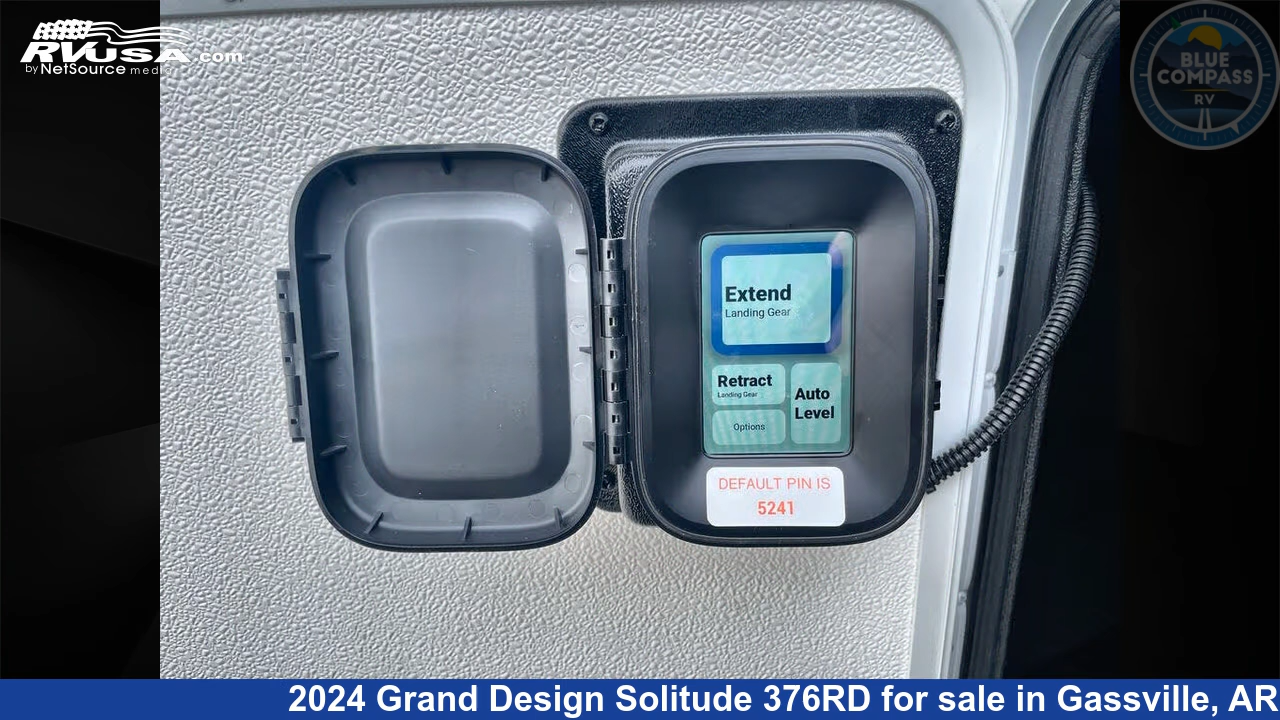 RVUSA.com
by NetSource media
BLUE
COMPASS
RV
Extend
Landing Gear
Retract
Landing Gear
Auto
Level
Options
DEFAULT PIN IS
5241
2024 Grand Design Solitude 376RD for sale in Gassville, AR